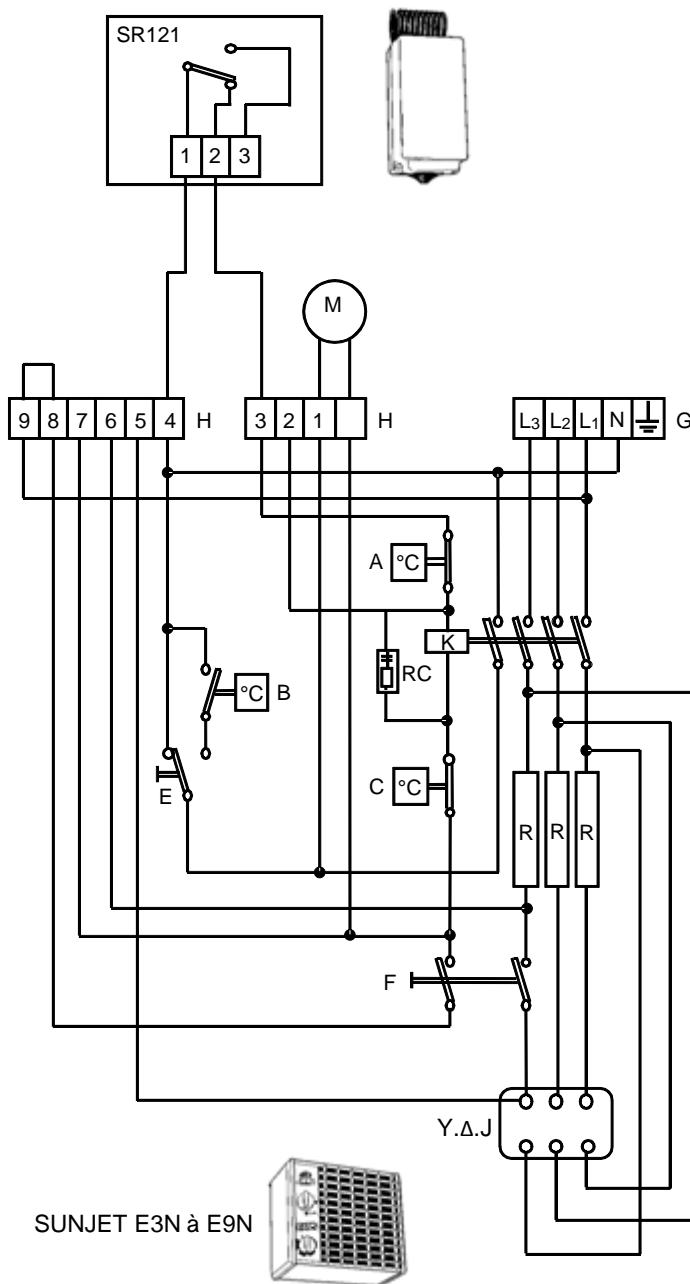 SR121
1 2 3
M
9 8 7 6 5 4 H
3 2 1 H
L3 L2 L1 N G
A °C
K
RC
°C B
C °C
E
R R R
F
Y.Δ.J
SUNJET E3N à E9N